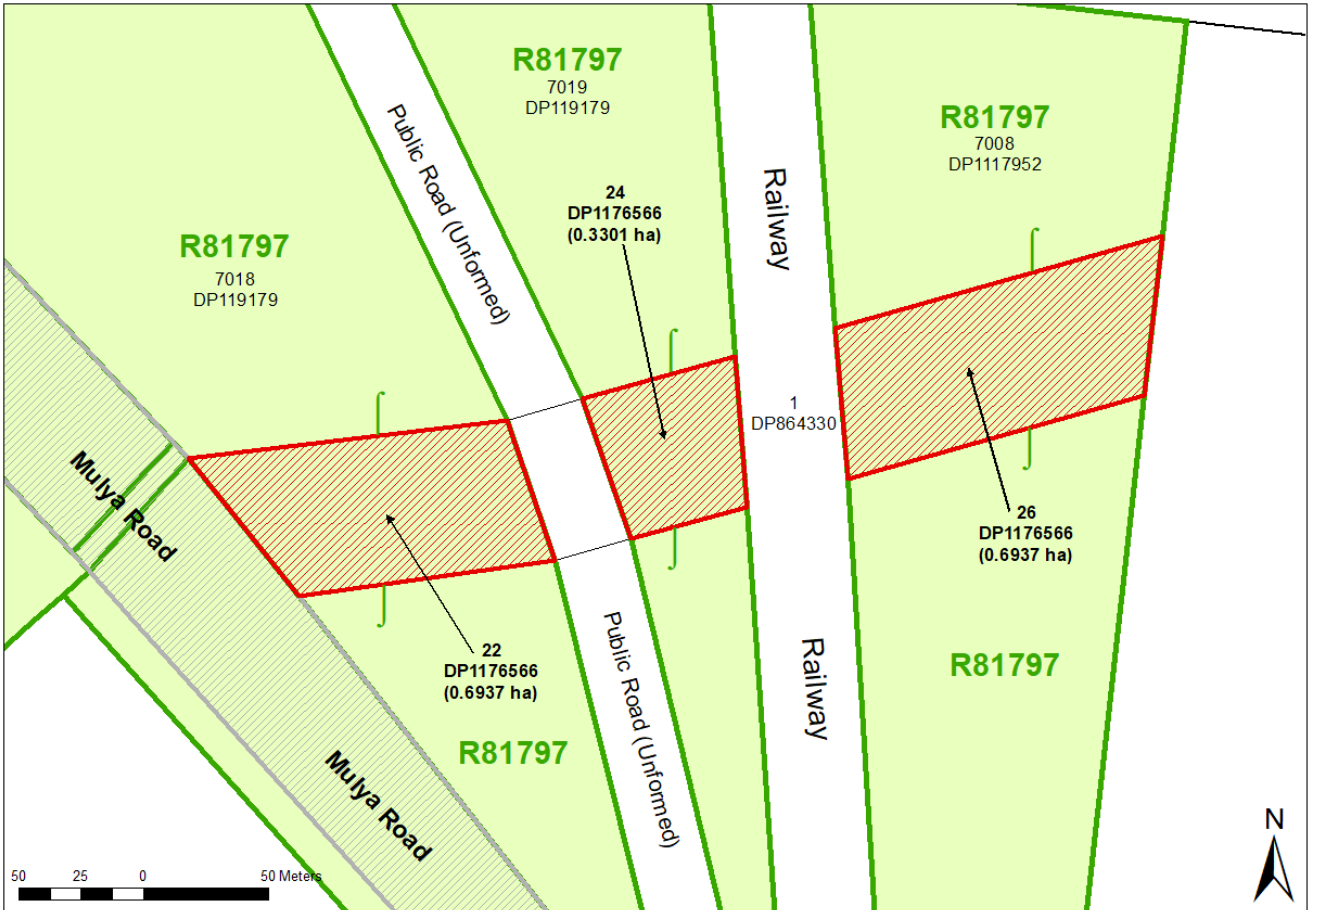 R81797
7019
DP119179
R81797
7008
DP1117952
Public Road (Unformed)
24
DP1176566
(0.3301 ha)
Railway
R81797
7018
DP119179
1
DP864330
Mulya Road
26
DP1176566
(0.6937 ha)
22
DP1176566
(0.6937 ha)
Public Road (Unformed)
Railway
R81797
R81797
Mulya Road
N
50 25 0 50 Meters